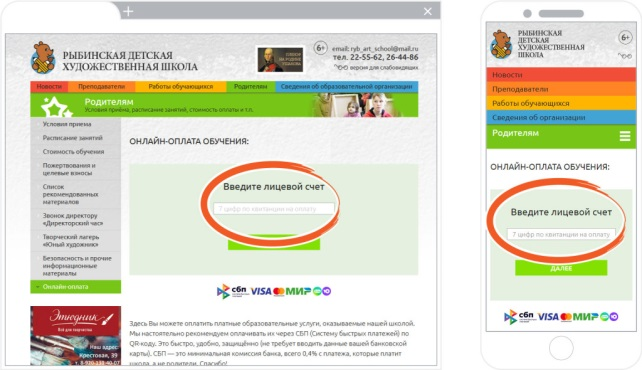 РЫБИНСКАЯ ДЕТСКАЯ
ХУДОЖЕСТВЕННАЯ ШКОЛА
6+
email: ryb_art_school@mail.ru
тел. 22-55-62, 26-44-86
версия для слабовидящих
Новости
Преподаватели
Работы обучающихся
Родителям
Сведения об образовательной организации
Родителям
Условия приёма, расписание занятий, стоимость оплаты и т.п.
Условия приема
Расписание занятий
Стоимость обучения
Пожертвования и
целевые взносы
Список
рекомендованных
материалов
Звонок директору
«Директорский час»
Творческий лагерь
«Юный художник»
Безопасность и прочие
информационные
материалы
Онлайн-оплата
Этюдник
Всё для творчества
Наш адрес:
Крестовая, 39
ОНЛАЙН-ОПЛАТА ОБУЧЕНИЯ:
Введите лицевой счет
7 цифр по квитанции на оплату
сбп VISA МИР
Здесь Вы можете оплатить платные образовательные услуги, оказываемые нашей школой.
Мы настоятельно рекомендуем оплачивать их через СБП (Систему быстрых платежей) по
QR-коду. Это быстро, удобно, защищённо (не требует вводить данные вашей банковской
карты). СБП — это минимальная комиссия банка, всего 0,4% с платежа, которые платит
школа, а не родители. Спасибо!
РЫБИНСКАЯ
ДЕТСКАЯ
ХУДОЖЕСТВЕННАЯ
ШКОЛА
6+
Новости
Преподаватели
Работы обучающихся
Сведения об организации
Родителям
ОНЛАЙН-ОПЛАТА ОБУЧЕНИЯ:
Введите лицевой счет
7 цифр по квитанции на оплату
ДАЛЕЕ
сбп VISA МИР